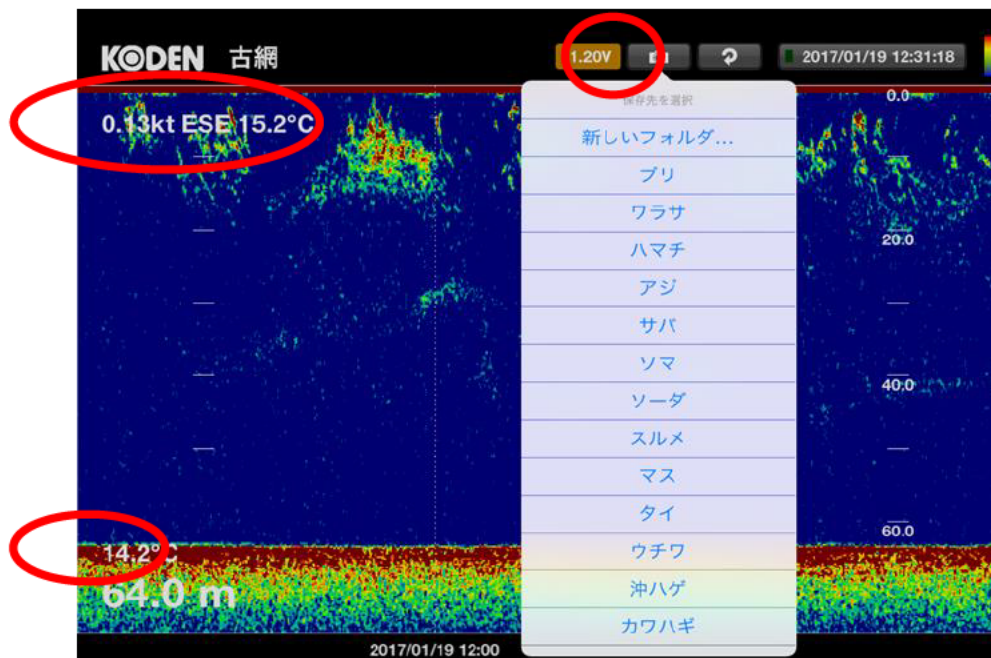 KODEN 古網
1.20V
2017/01/19 12:31:18
0.13kt ESE 15.2°C
保存先を選択
新しいフォルダ...
ブリ
ワラサ
ハマチ
アジ
サバ
ソマ
ソーダ
スルメ
マス
タイ
ウチワ
沖ハゲ
カワハギ
0.0
20.0
40.0
60.0
14.2°C
64.0 m
2017/01/19 12:00